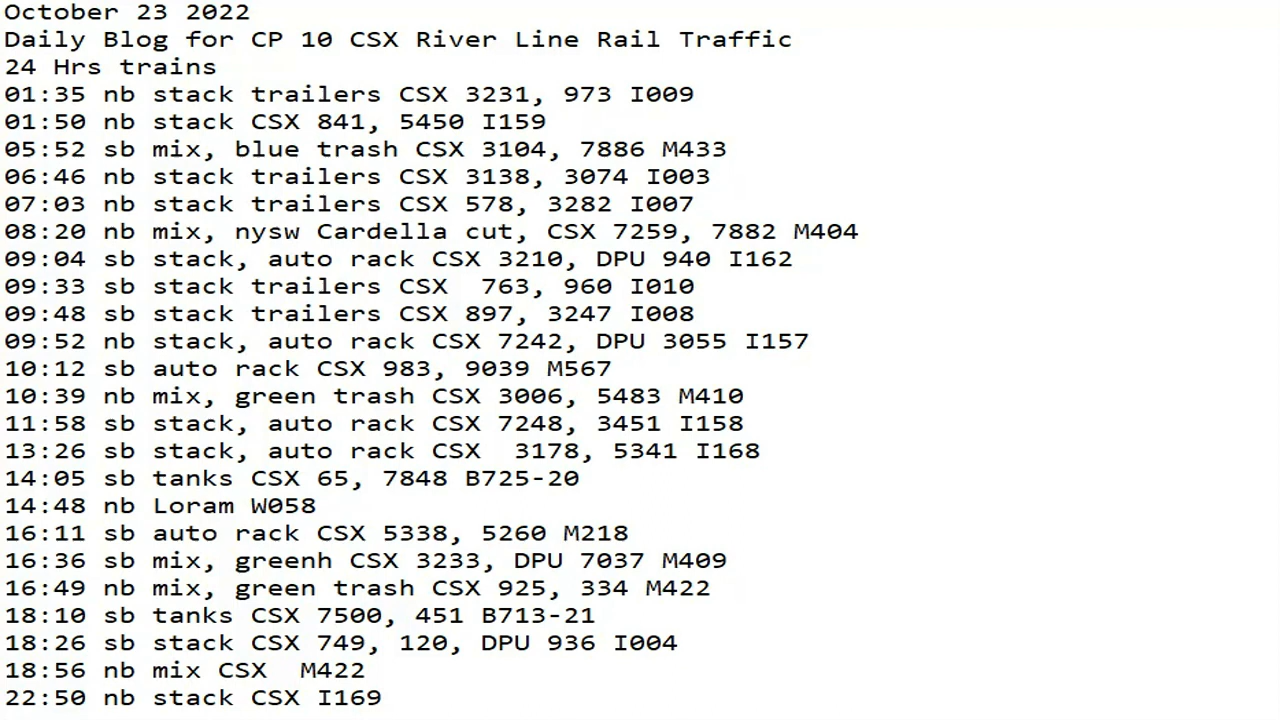 October 23 2022
Daily Blog for CP 10 CSX River Line Rail Traffic
24 Hrs trains
01:35 nb stack trailers CSX 3231, 973 I009
01:50 nb stack CSX 841, 5450 I159
05:52 sb mix, blue trash CSX 3104, 7886 M433
06:46 nb stack trailers CSX 3138, 3074 I003
07:03 nb stack trailers CSX 578, 3282 I007
08:20 nb mix, nysw Cardella cut, CSX 7259, 7882 M404
09:04 sb stack, auto rack CSX 3210, DPU 940 I162
09:33 sb stack trailers CSX  763, 960 I010
09:48 sb stack trailers CSX 897, 3247 I008
09:52 nb stack, auto rack CSX 7242, DPU 3055 I157
10:12 sb auto rack CSX 983, 9039 M567
10:39 nb mix, green trash CSX 3006, 5483 M410
11:58 sb stack, auto rack CSX 7248, 3451 I158
13:26 sb stack, auto rack CSX  3178, 5341 I168
14:05 sb tanks CSX 65, 7848 B725-20
14:48 nb Loram W058
16:11 sb auto rack CSX 5338, 5260 M218
16:36 sb mix, greenh CSX 3233, DPU 7037 M409
16:49 nb mix, green trash CSX 925, 334 M422
18:10 sb tanks CSX 7500, 451 B713-21
18:26 sb stack CSX 749, 120, DPU 936 I004
18:56 nb mix CSX  M422
22:50 nb stack CSX I169